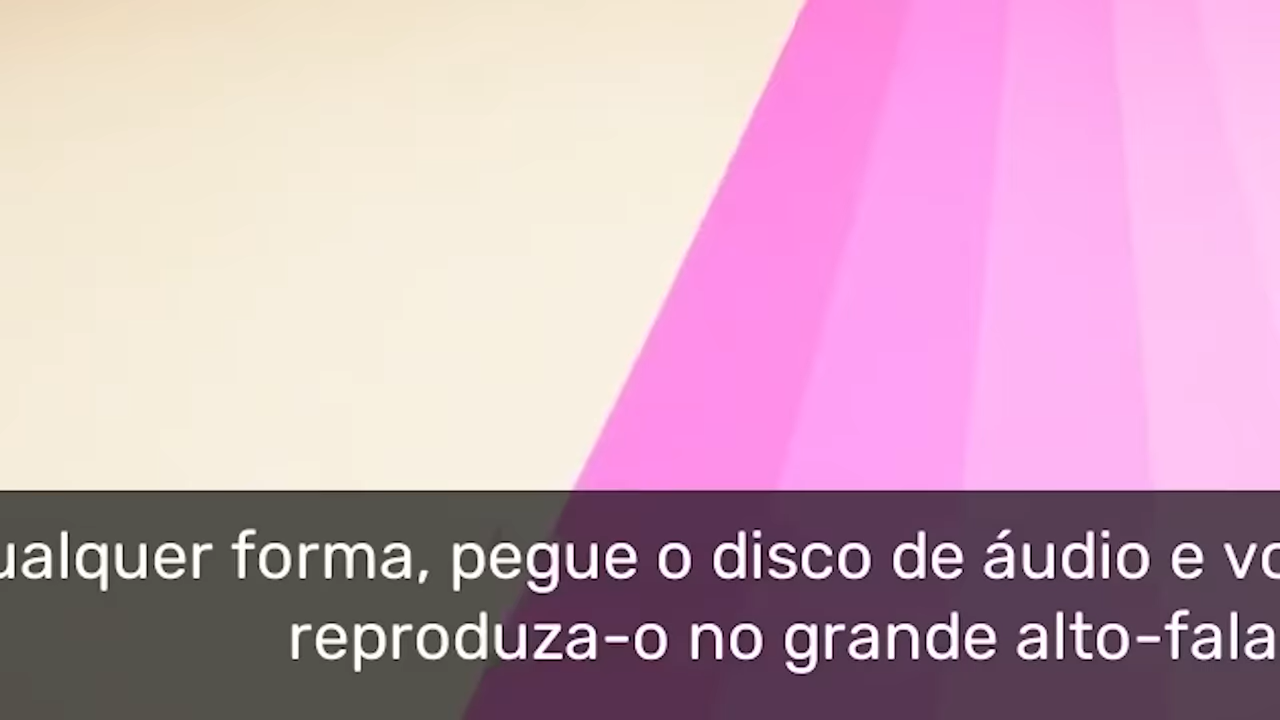 ualquer forma, pegue o disco de áudio e vo
reproduza-o no grande alto-fala